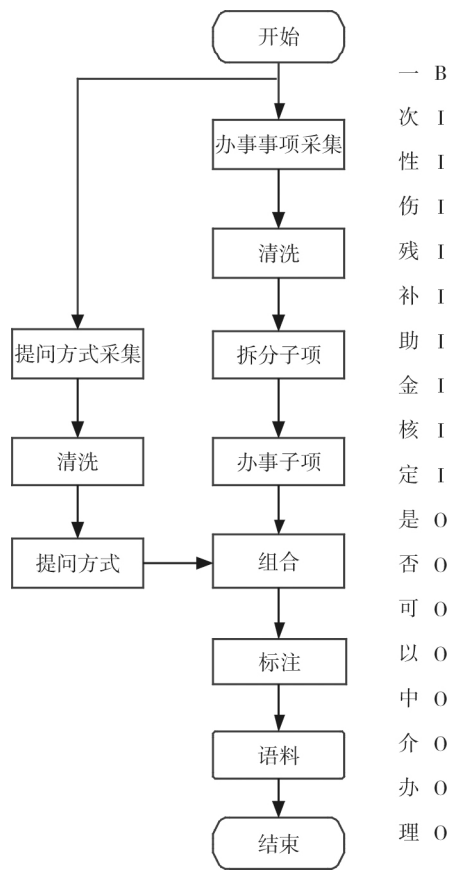 开始
办事事项采集
清洗
提问方式采集
拆分子项
清洗
办事子项
提问方式
组合
标注
语料
结束
一 B
次 I
性 I
伤 I
残 I
补 I
助 I
金 I
核 I
定 I
是 O
否 O
可 O
以 O
中 O
介 O
办 O
理 O